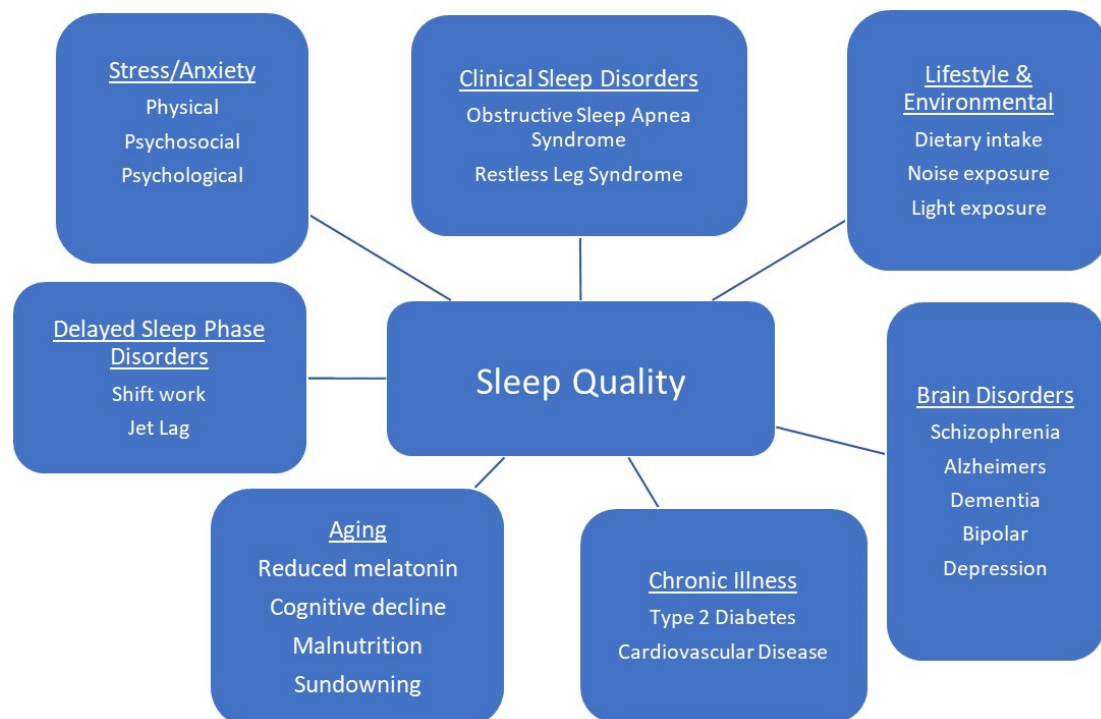 Stress/Anxiety
Physical
Psychosocial
Psychological
Clinical Sleep Disorders
Obstructive Sleep Apnea
Syndrome
Restless Leg Syndrome
Lifestyle &
Environmental
Dietary intake
Noise exposure
Light exposure
Delayed Sleep Phase
Disorders
Shift work
Jet Lag
Sleep Quality
Brain Disorders
Schizophrenia
Alzheimers
Dementia
Bipolar
Depression
Aging
Reduced melatonin
Cognitive decline
Malnutrition
Sundowning
Chronic Illness
Type 2 Diabetes
Cardiovascular Disease